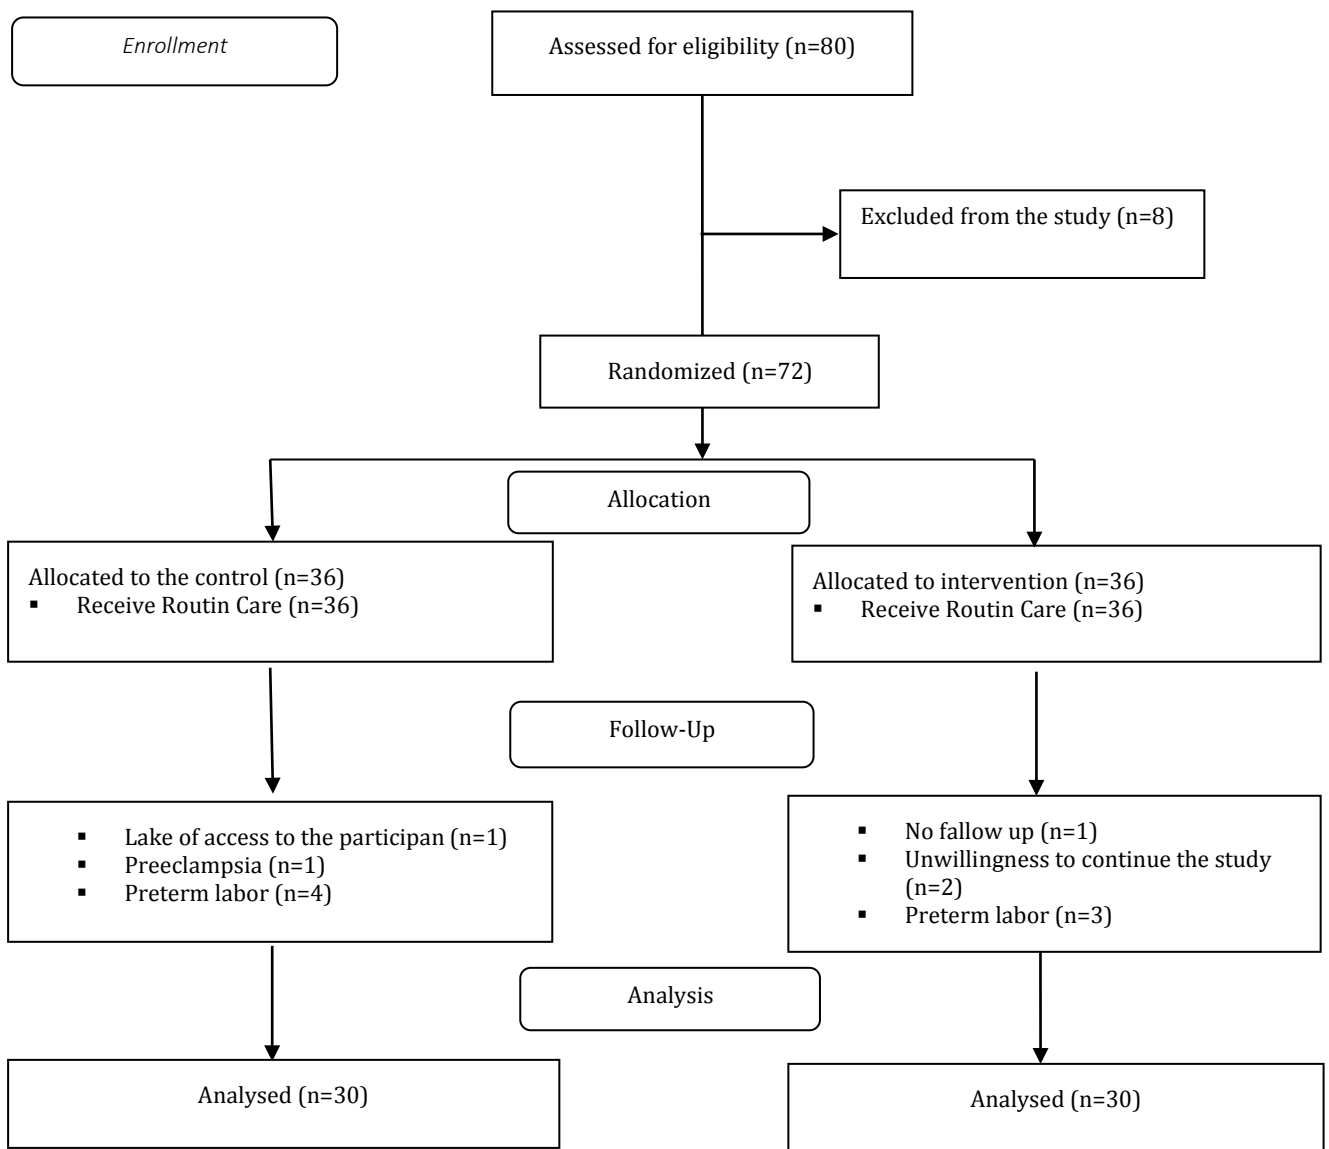 Enrollment
Assessed for eligibility (n=80)
Excluded from the study (n=8)
Randomized (n=72)
Allocation
Allocated to the control (n=36)
▪ Receive Routin Care (n=36)
Allocated to intervention (n=36)
▪ Receive Routin Care (n=36)
Follow-Up
▪ Lake of access to the participan (n=1)
▪ Preeclampsia (n=1)
▪ Preterm labor (n=4)
▪ No fallow up (n=1)
▪ Unwillingness to continue the study
(n=2)
▪ Preterm labor (n=3)
Analysis
Analysed (n=30)
Analysed (n=30)